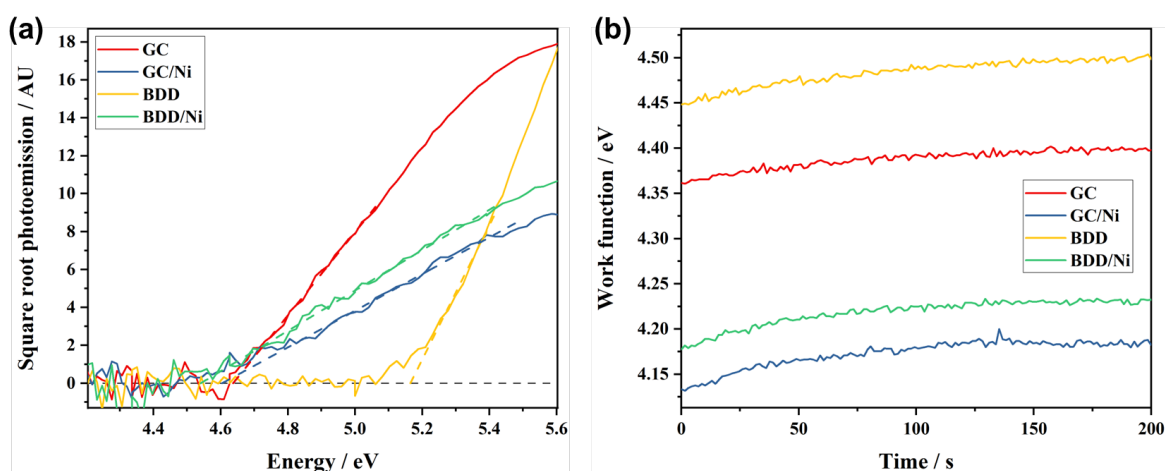 (a)
Square root photoemission / AU
18
16
14
12
10
8
6
4
2
0
GC
GC/Ni
BDD
BDD/Ni
4.4 4.6 4.8 5.0 5.2 5.4 5.6
Energy / eV
(b)
Work function / eV
4.50
4.45
4.40
4.35
4.30
4.25
4.20
4.15
GC
GC/Ni
BDD
BDD/Ni
0 50 100 150 200
Time / s